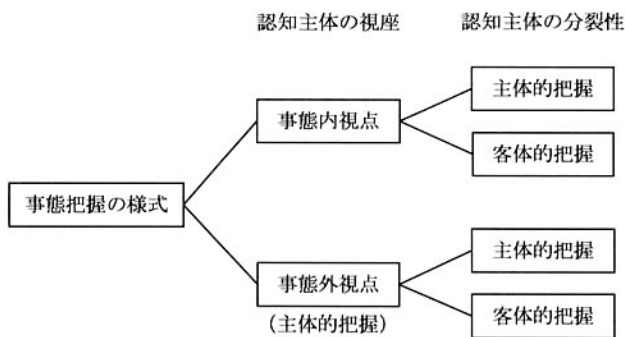 認知主体の視座
認知主体の分裂性
主体的把握
事態内視点
客体的把握
事態把握の様式
主体的把握
事態外視点
(主体的把握)
客体的把握